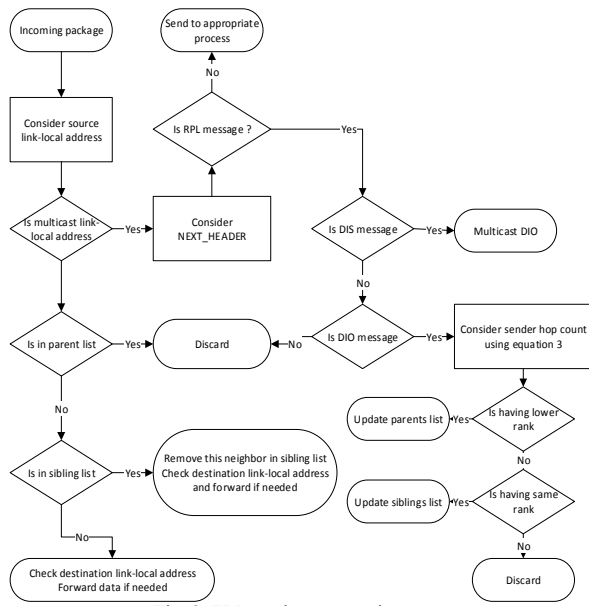 Incoming package
Send to appropriate
process
No
Consider source
link-local address
Is RPL message ?
Yes
Is multicast link-
local address
Yes
Consider
NEXT_HEADER
Is DIS message
Yes
Multicast DIO
No
Is in parent list
Yes
Discard
No
Is DIO message
Yes
Consider sender hop count
using equation 3
No
Update parents list
Yes
Is having lower
rank
No
Is in sibling list
Yes
Remove this neighbor in sibling list
Check destination link-local address
and forward if needed
Update siblings list
Yes
Is having same
rank
No
No
Check destination link-local address
Forward data if needed
Discard